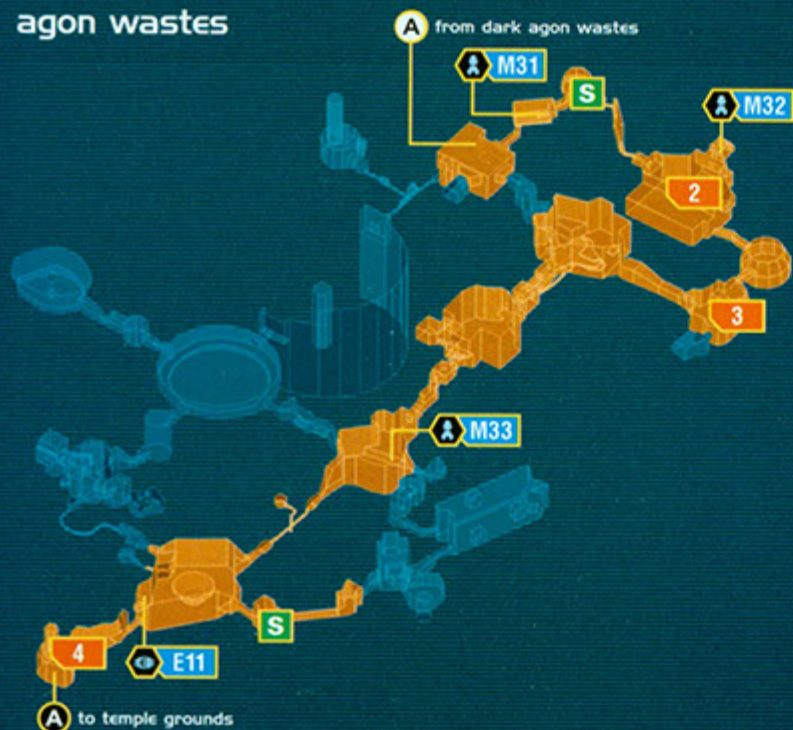 agon wastes
A from dark agon wastes
M31
S
M32
2
3
M33
S
4
E11
A to temple grounds